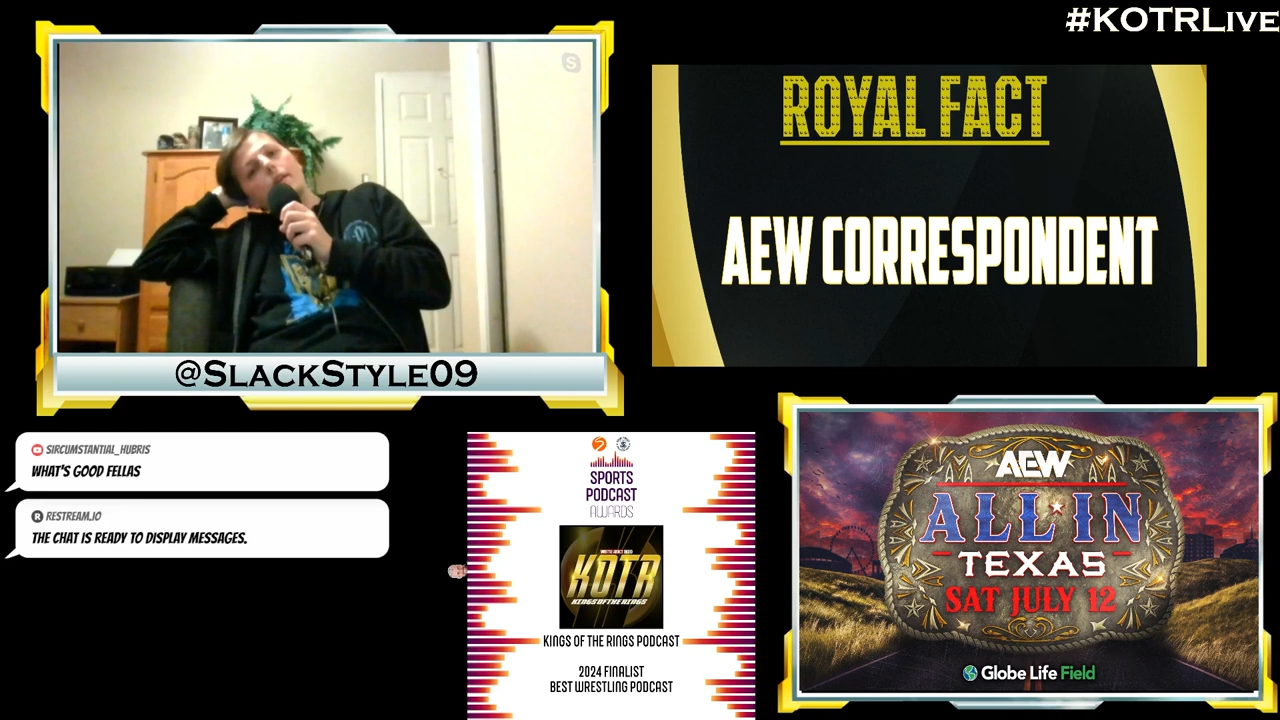 #KOTRLIVE
ROYAL FACT
AEW CORRESPONDENT
@SLACKSTYLE09
SIRCUMSTANTIAL_HUBRIS
WHAT'S GOOD FELLAS
RESTREAM.IO
THE CHAT IS READY TO DISPLAY MESSAGES.
SPORTS
PODCAST
AWARDS
KOTR
KINGS OF THE RINGS
KINGS OF THE RINGS PODCAST
2024 FINALIST
BEST WRESTLING PODCAST
AEW
ALL IN
TEXAS
SAT JULY 12
Globe Life Field